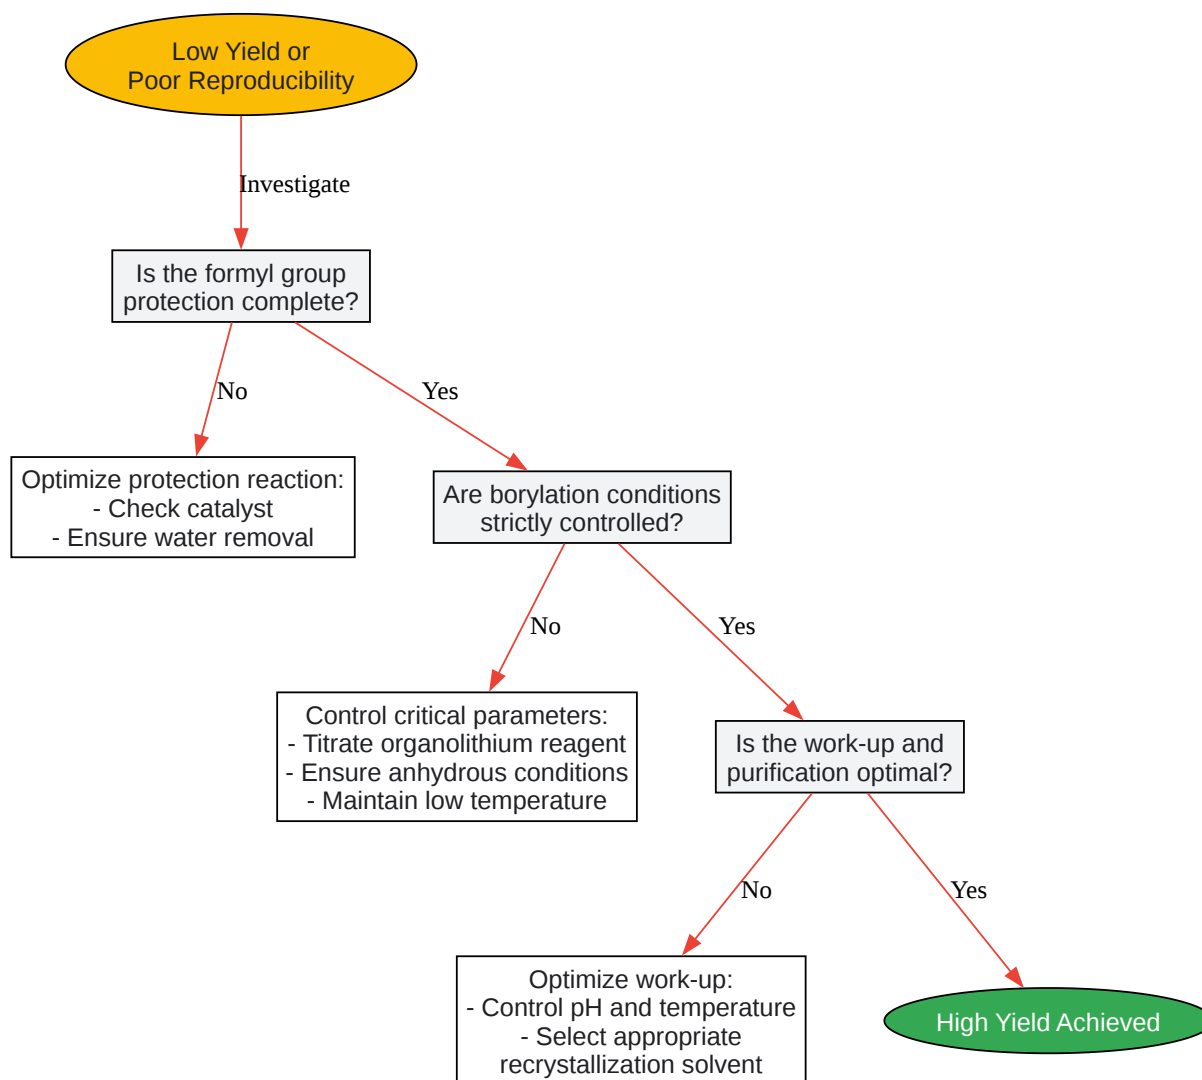 Low Yield or
Poor Reproducibility
Investigate
Is the formyl group
protection complete?
No
Yes
Optimize protection reaction:
- Check catalyst
- Ensure water removal
Are borylation conditions
strictly controlled?
No
Yes
Control critical parameters:
- Titrate organolithium reagent
- Ensure anhydrous conditions
- Maintain low temperature
Is the work-up and
purification optimal?
No
Yes
Optimize work-up:
- Control pH and temperature
- Select appropriate
recrystallization solvent
High Yield Achieved